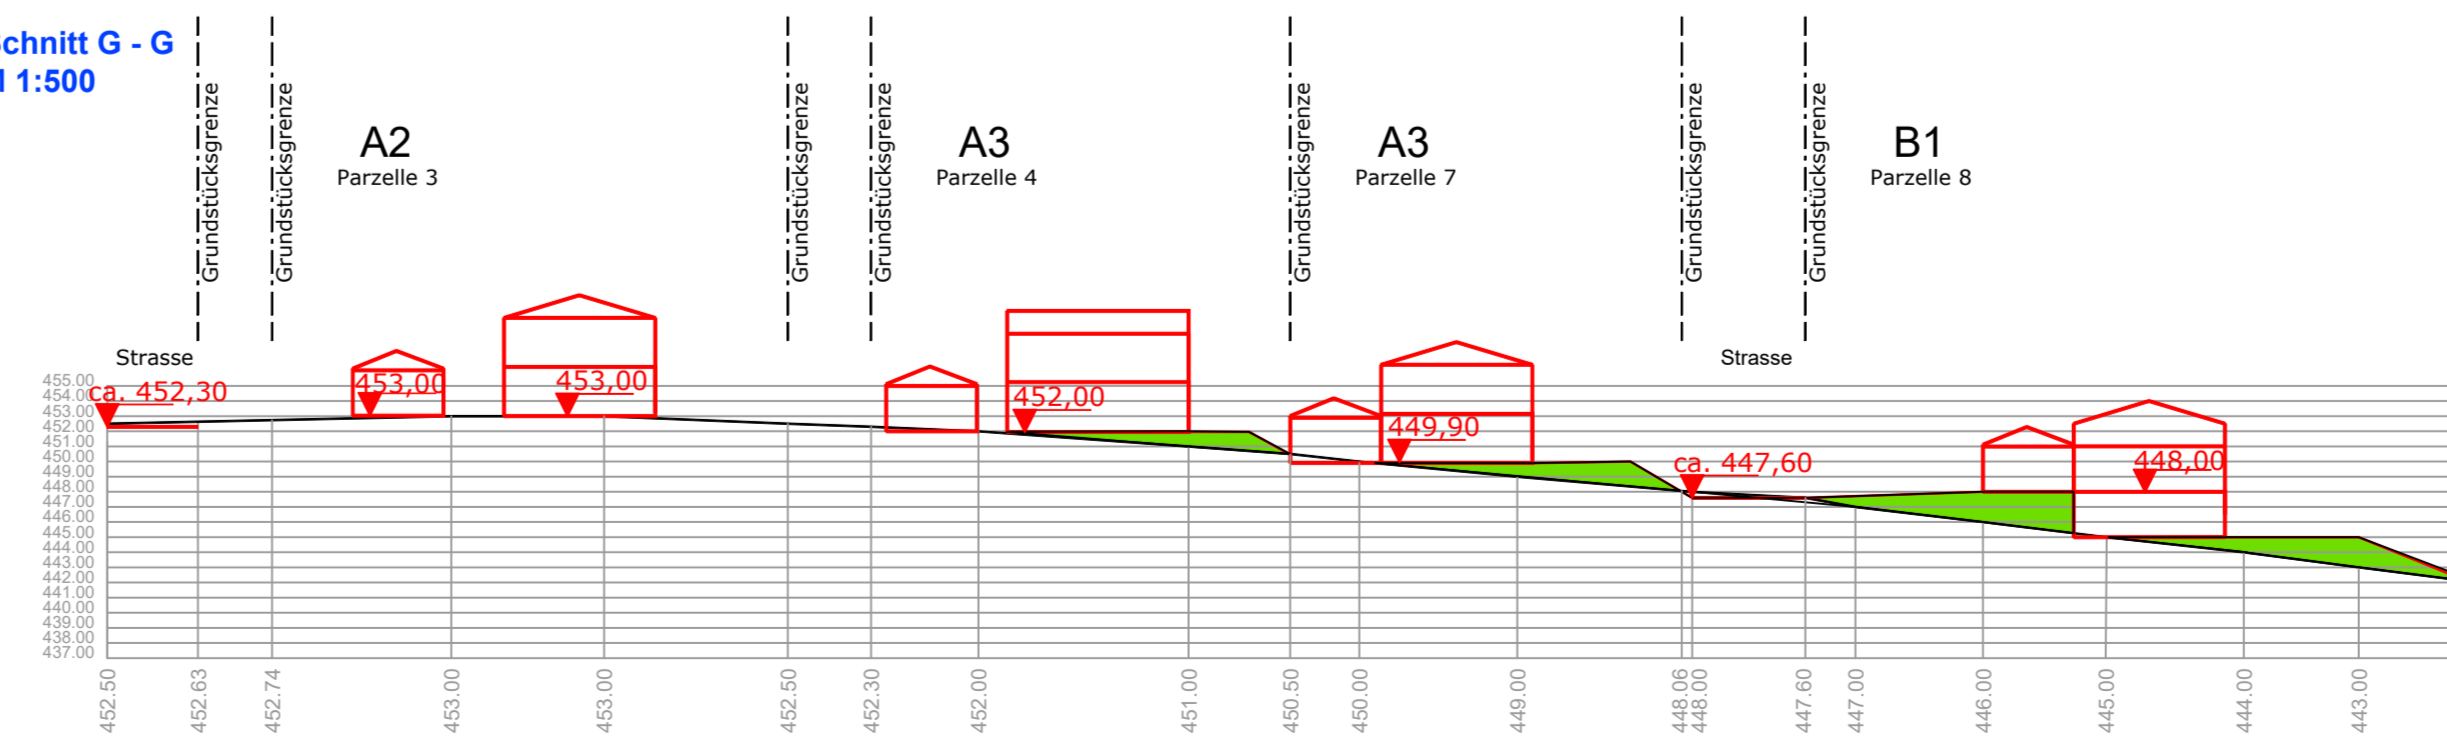 chnitt G - G
1:500
Grundstücksgrenze
Grundstücksgrenze
Grundstücksgrenze
Grundstücksgrenze
Grundstücksgrenze
Grundstücksgrenze
Grundstücksgrenze
A2
Parzelle 3
A3
Parzelle 4
A3
Parzelle 7
B1
Parzelle 8
Strasse
Strasse
ca. 452,30
453,00
453,00
452,00
449,90
ca. 447,60
448,00
455.00
454.00
453.00
452.00
451.00
450.00
449.00
448.00
447.00
446.00
445.00
444.00
443.00
442.00
441.00
440.00
439.00
438.00
437.00
452.50
452.63
452.74
453.00
453.00
452.50
452.30
452.00
451.00
450.50
450.00
449.00
448.06
448.00
447.60
447.00
446.00
445.00
444.00
443.00